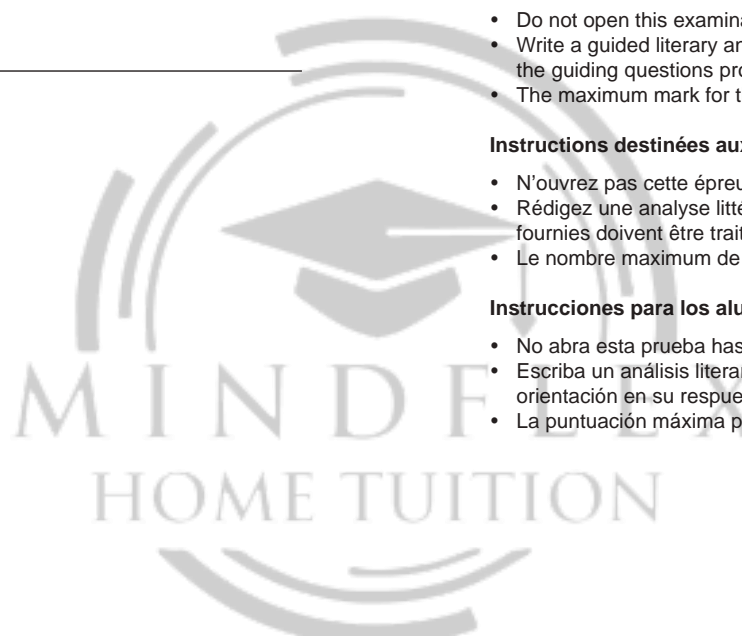 • Do not open this examina
• Write a guided literary an
the guiding questions pro
• The maximum mark for t
Instructions destinées aux
• N'ouvrez pas cette épreu
• Rédigez une analyse litté
fournies doivent être trait
• Le nombre maximum de
Instrucciones para los alu
• No abra esta prueba has
• Escriba un análisis literar
orientación en su respue
• La puntuación máxima p
MINDFLEX
HOME TUITION